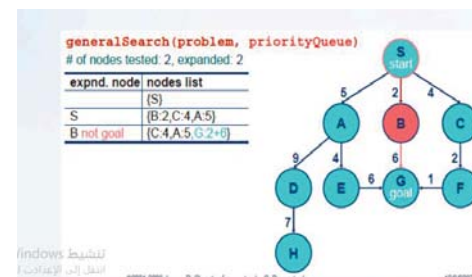 generalSearch(problem, priorityQueue)
# of nodes tested: 2, expanded: 2
expnd. node nodes list
{S}
S {B:2,C:4,A:5}
B not goal {C:4,A:5,G:2+6}
S
start
5 2 4
A B C
9 4 6 2
D E 6 G 1 F
goal
7
H
تنشيط Windows